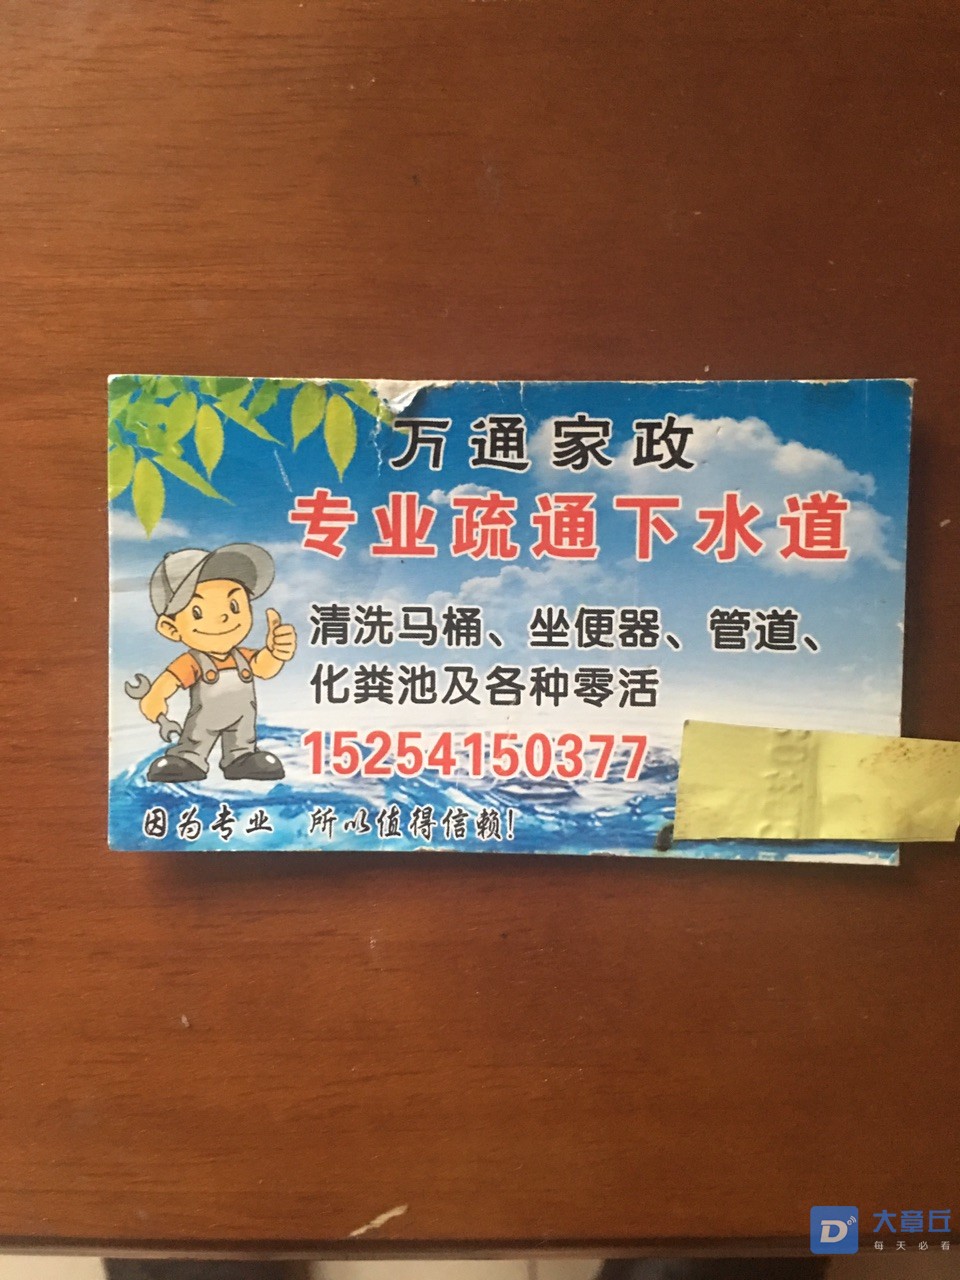 万通家政
专业疏通下水道
清洗马桶、坐便器、管道、
化粪池及各种零活
15254150377
因为专业 所以值得信赖!
大章丘
每天必看